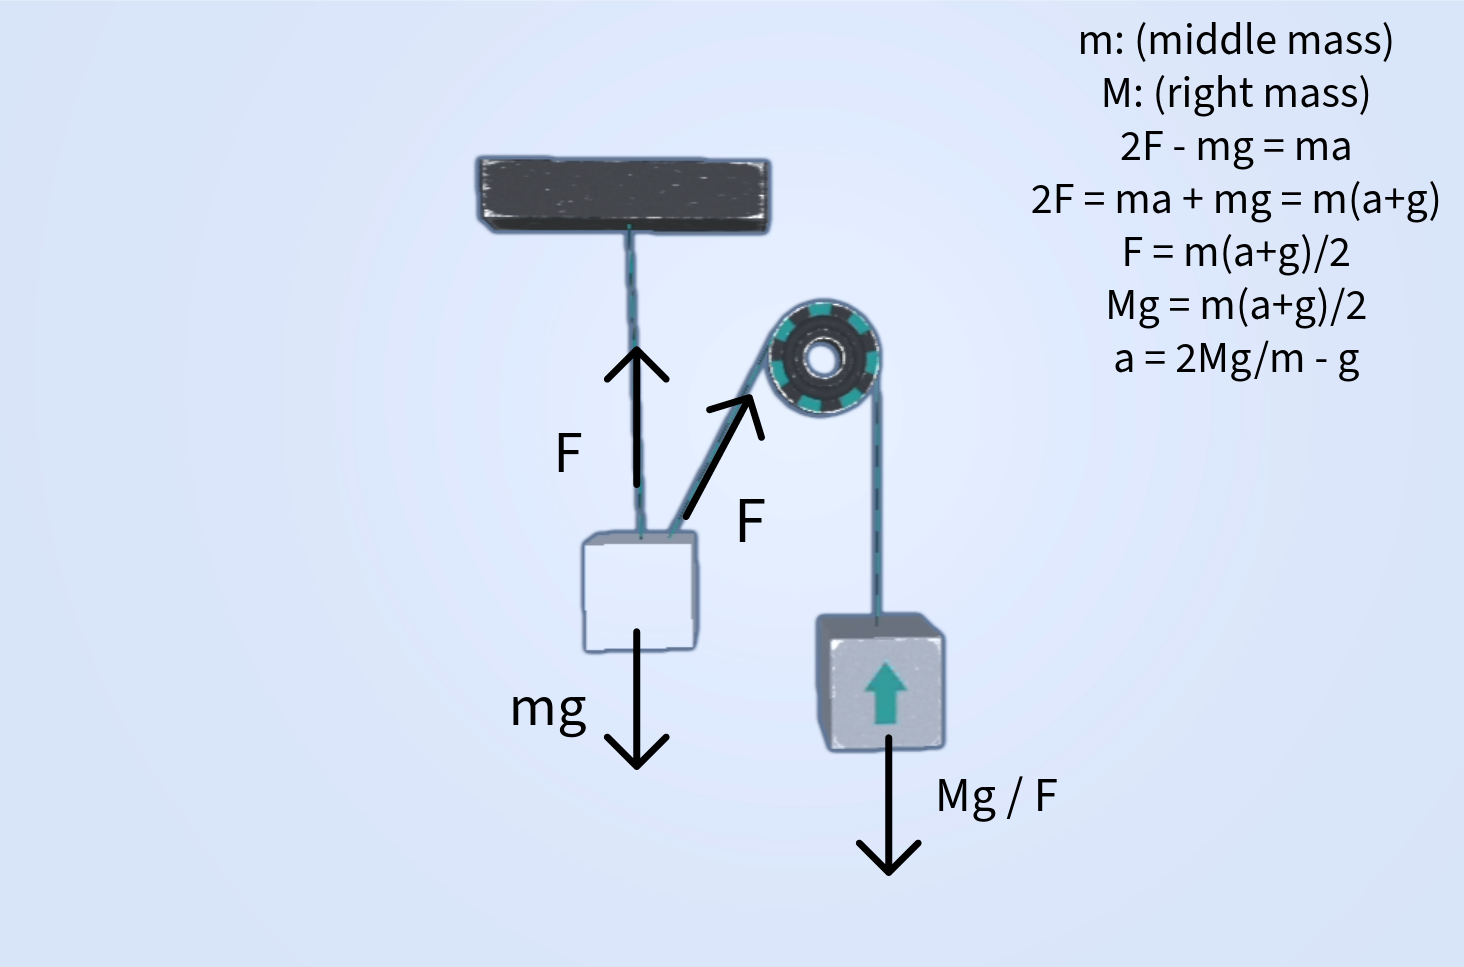 m: (middle mass)
M: (right mass)
2F - mg = ma
2F = ma + mg = m(a+g)
F = m(a+g)/2
Mg = m(a+g)/2
a = 2Mg/m - g
F
F
mg
Mg / F